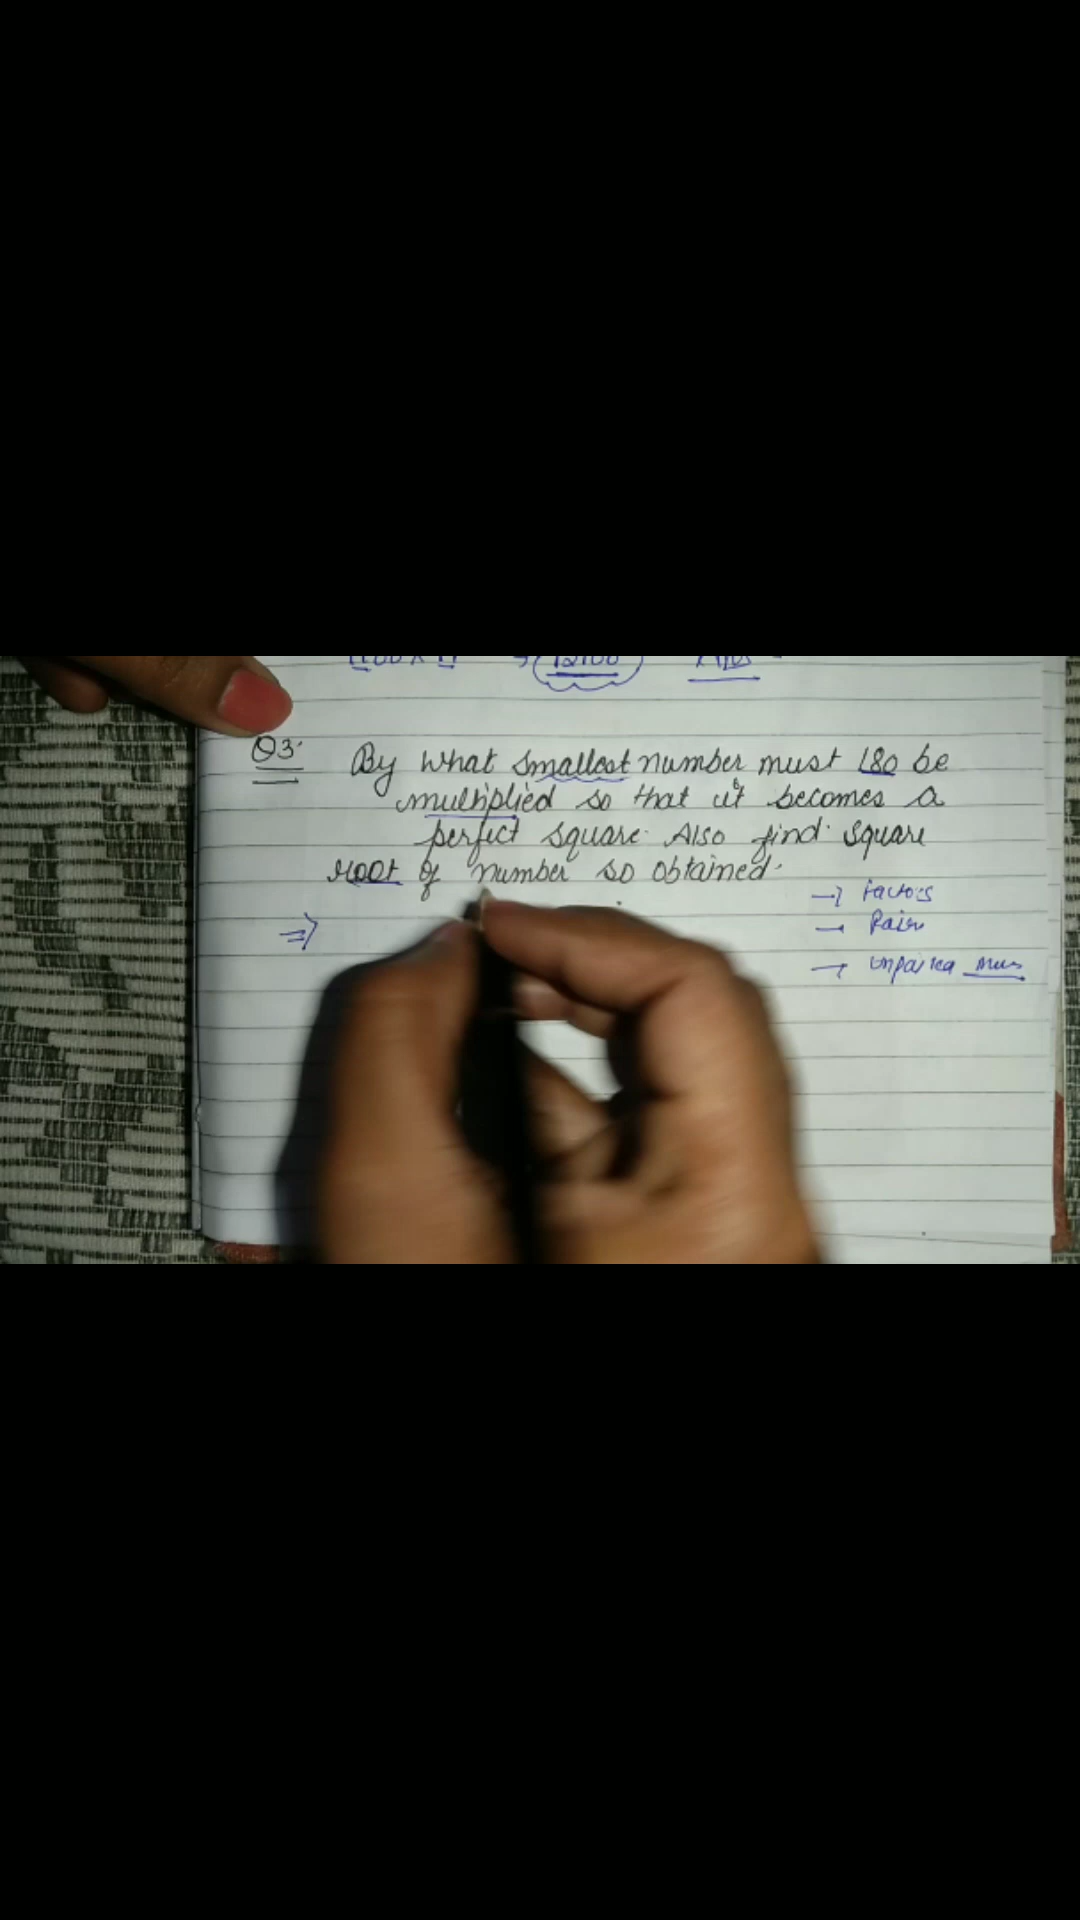 Q3. By what smallest number must 180 be
multiplied so that it becomes a
perfect square. Also find square
root of number so obtained.
→ Factors
→ Pairs
→ unpaired
⇒